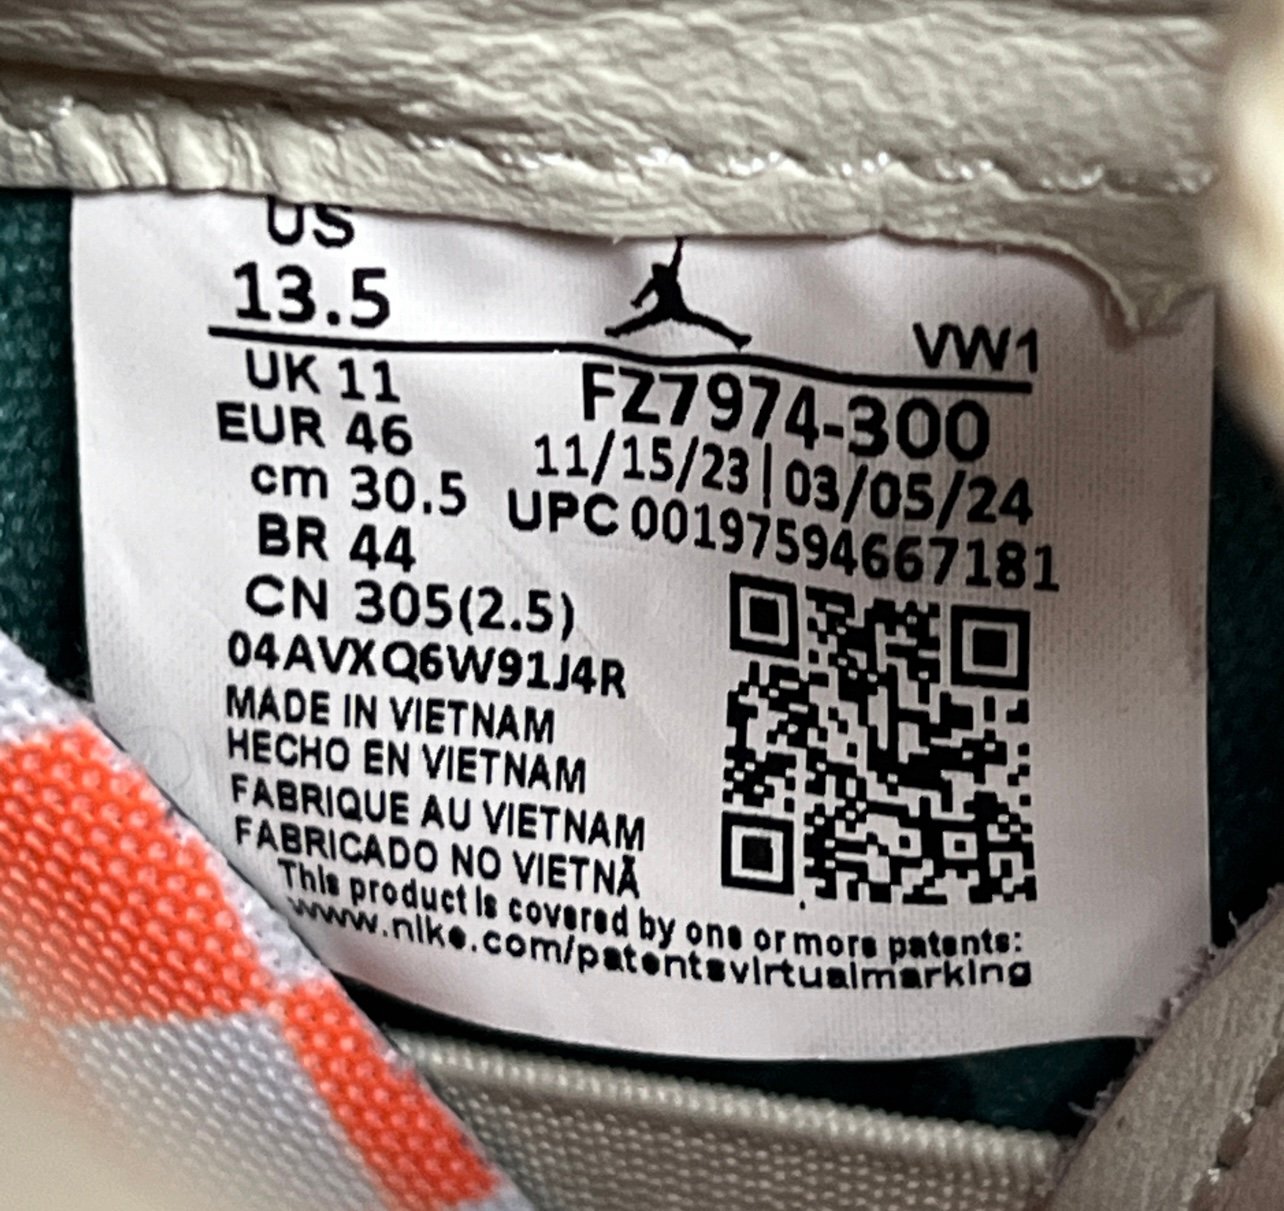 US
13.5
VW1
UK 11
FZ7974-300
EUR 46
11/15/23 | 03/05/24
cm 30.5
UPC 00197594667181
BR 44
CN 305(2.5)
04AVXQ6W91J4R
MADE IN VIETNAM
HECHO EN VIETNAM
FABRIQUE AU VIETNAM
FABRICADO NO VIETNÃ
This product is covered by one or more patents:
www.nike.com/patentsvirtualmarking